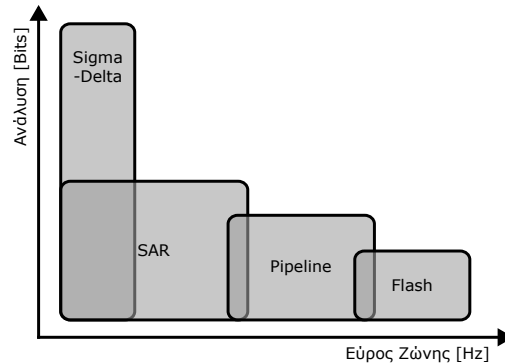 Ανάλυση [Bits]
Sigma
-Delta
SAR
Pipeline
Flash
Εύρος Ζώνης [Hz]